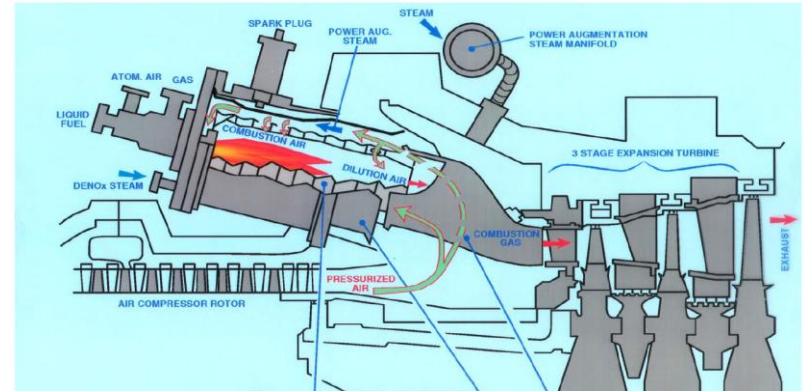 STEAM
SPARK PLUG
POWER AUG.
STEAM
POWER AUGMENTATION
STEAM MANIFOLD
ATOM. AIR
GAS
LIQUID
FUEL
COMBUSTION AIR
3 STAGE EXPANSION TURBINE
DILUTION AIR
DENOx STEAM
COMBUSTION
GAS
EXHAUST
PRESSURIZED
AIR
AIR COMPRESSOR ROTOR